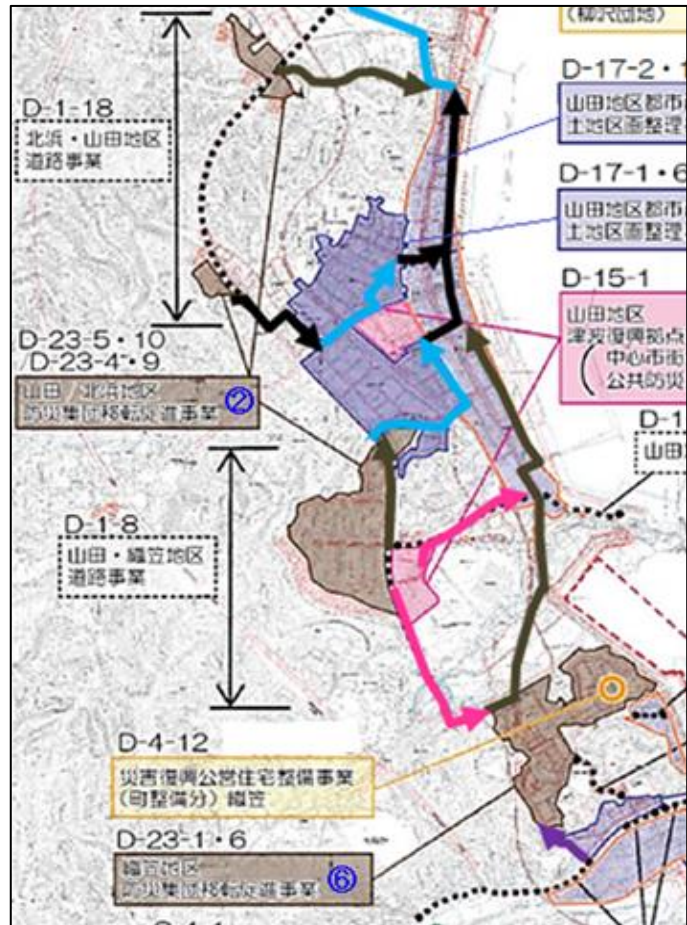 (柳沢団地)
D-17-2・1
山田地区都市
土地区画整理
D-1-18
北浜・山田地区
道路事業
D-17-1・6
山田地区都市
土地区画整理
D-15-1
山田地区
津波復興拠点
中心市街
公共防災
D-23-5・10
/D-23-4・9
山田/北浜地区
防災集団移転促進事業 ②
D-1
山田
D-1-8
山田・織笠地区
道路事業
D-4-12
災害復興公営住宅整備事業
(町整備分)織笠
D-23-1・6
織笠地区
防災集団移転促進事業 ⑥